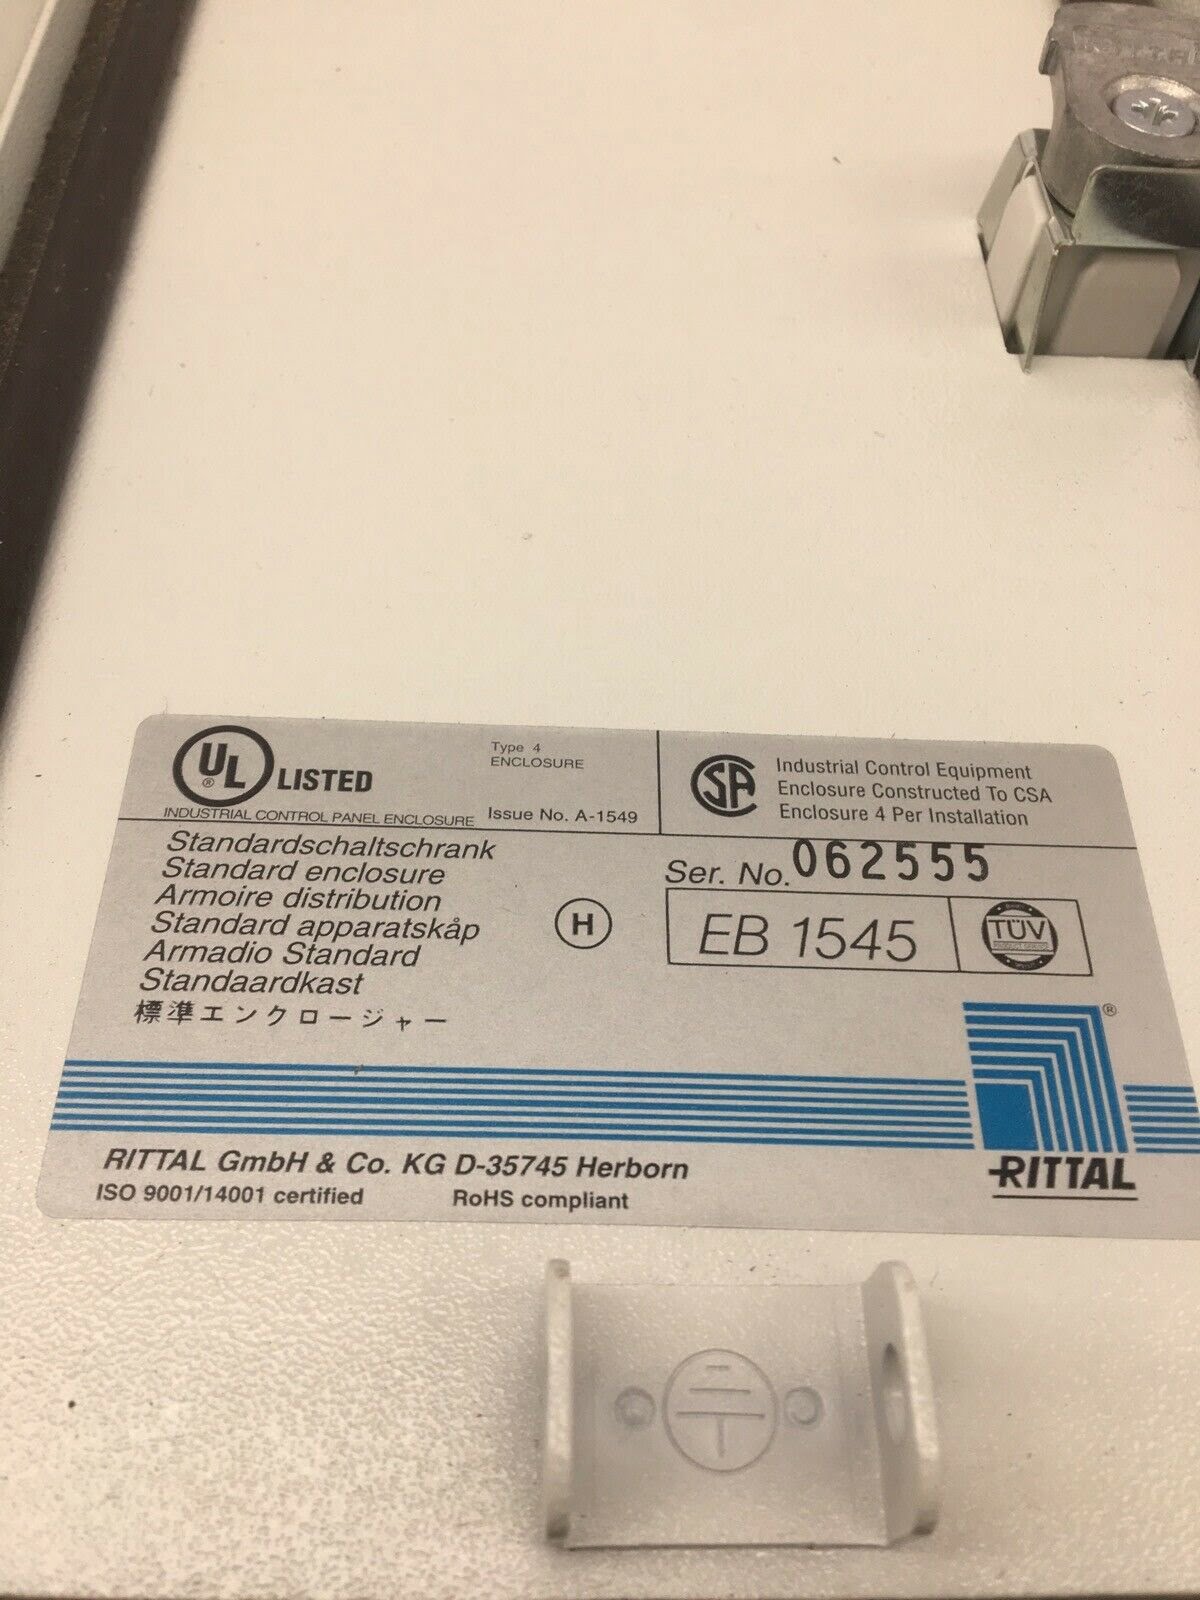 UL® LISTED
INDUSTRIAL CONTROL PANEL ENCLOSURE
Type 4
ENCLOSURE
Issue No. A-1549
Industrial Control Equipment
Enclosure Constructed To CSA
Enclosure 4 Per Installation
Standardschaltschrank
Standard enclosure
Armoire distribution
Standard apparatskåp
Armadio Standard
Standaardkast
標準エンクロージャー
H
Ser. No. 062555
EB 1545
TÜV
PRODUCT SERVICE
®
RITTAL
RITTAL GmbH & Co. KG D-35745 Herborn
ISO 9001/14001 certified RoHS compliant